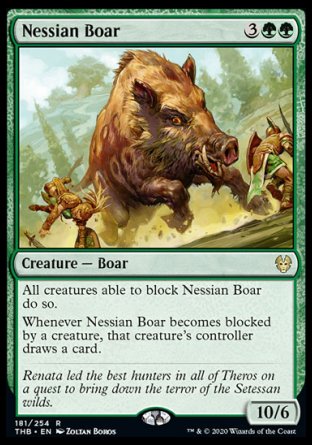 Nessian Boar 3
Creature — Boar
All creatures able to block Nessian Boar
do so.
Whenever Nessian Boar becomes blocked
by a creature, that creature's controller
draws a card.
Renata led the best hunters in all of Theros on
a quest to bring down the terror of the Setessan
wilds.
10/6
181/254 R
THB • EN Zoltan Boros
™ & © 2020 Wizards of the Coast